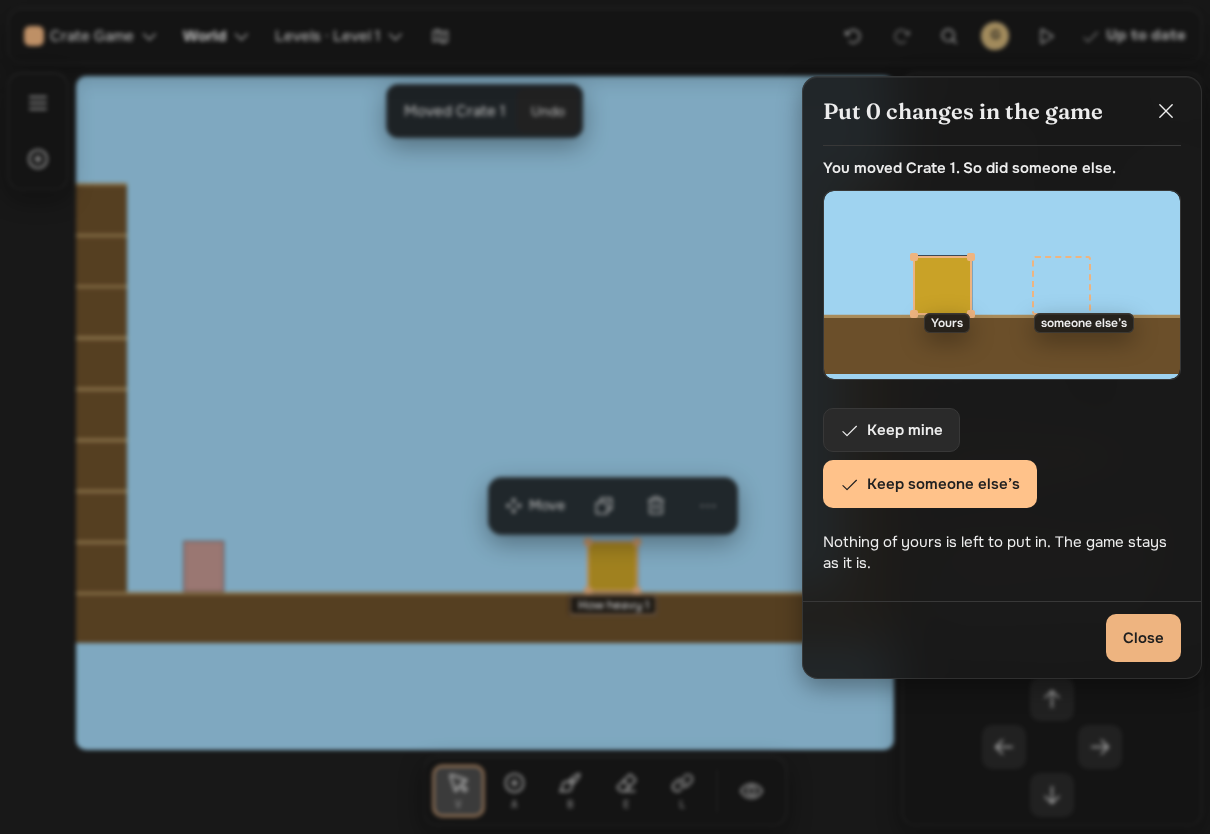 Crate Game
World
Levels · Level 1
Up to date
Moved Crate 1
Undo
Put 0 changes in the game
You moved Crate 1. So did someone else.
Yours
someone else's
Keep mine
Keep someone else's
Nothing of yours is left to put in. The game stays
as it is.
Close
Move
How heavy 1
A
B
E
L